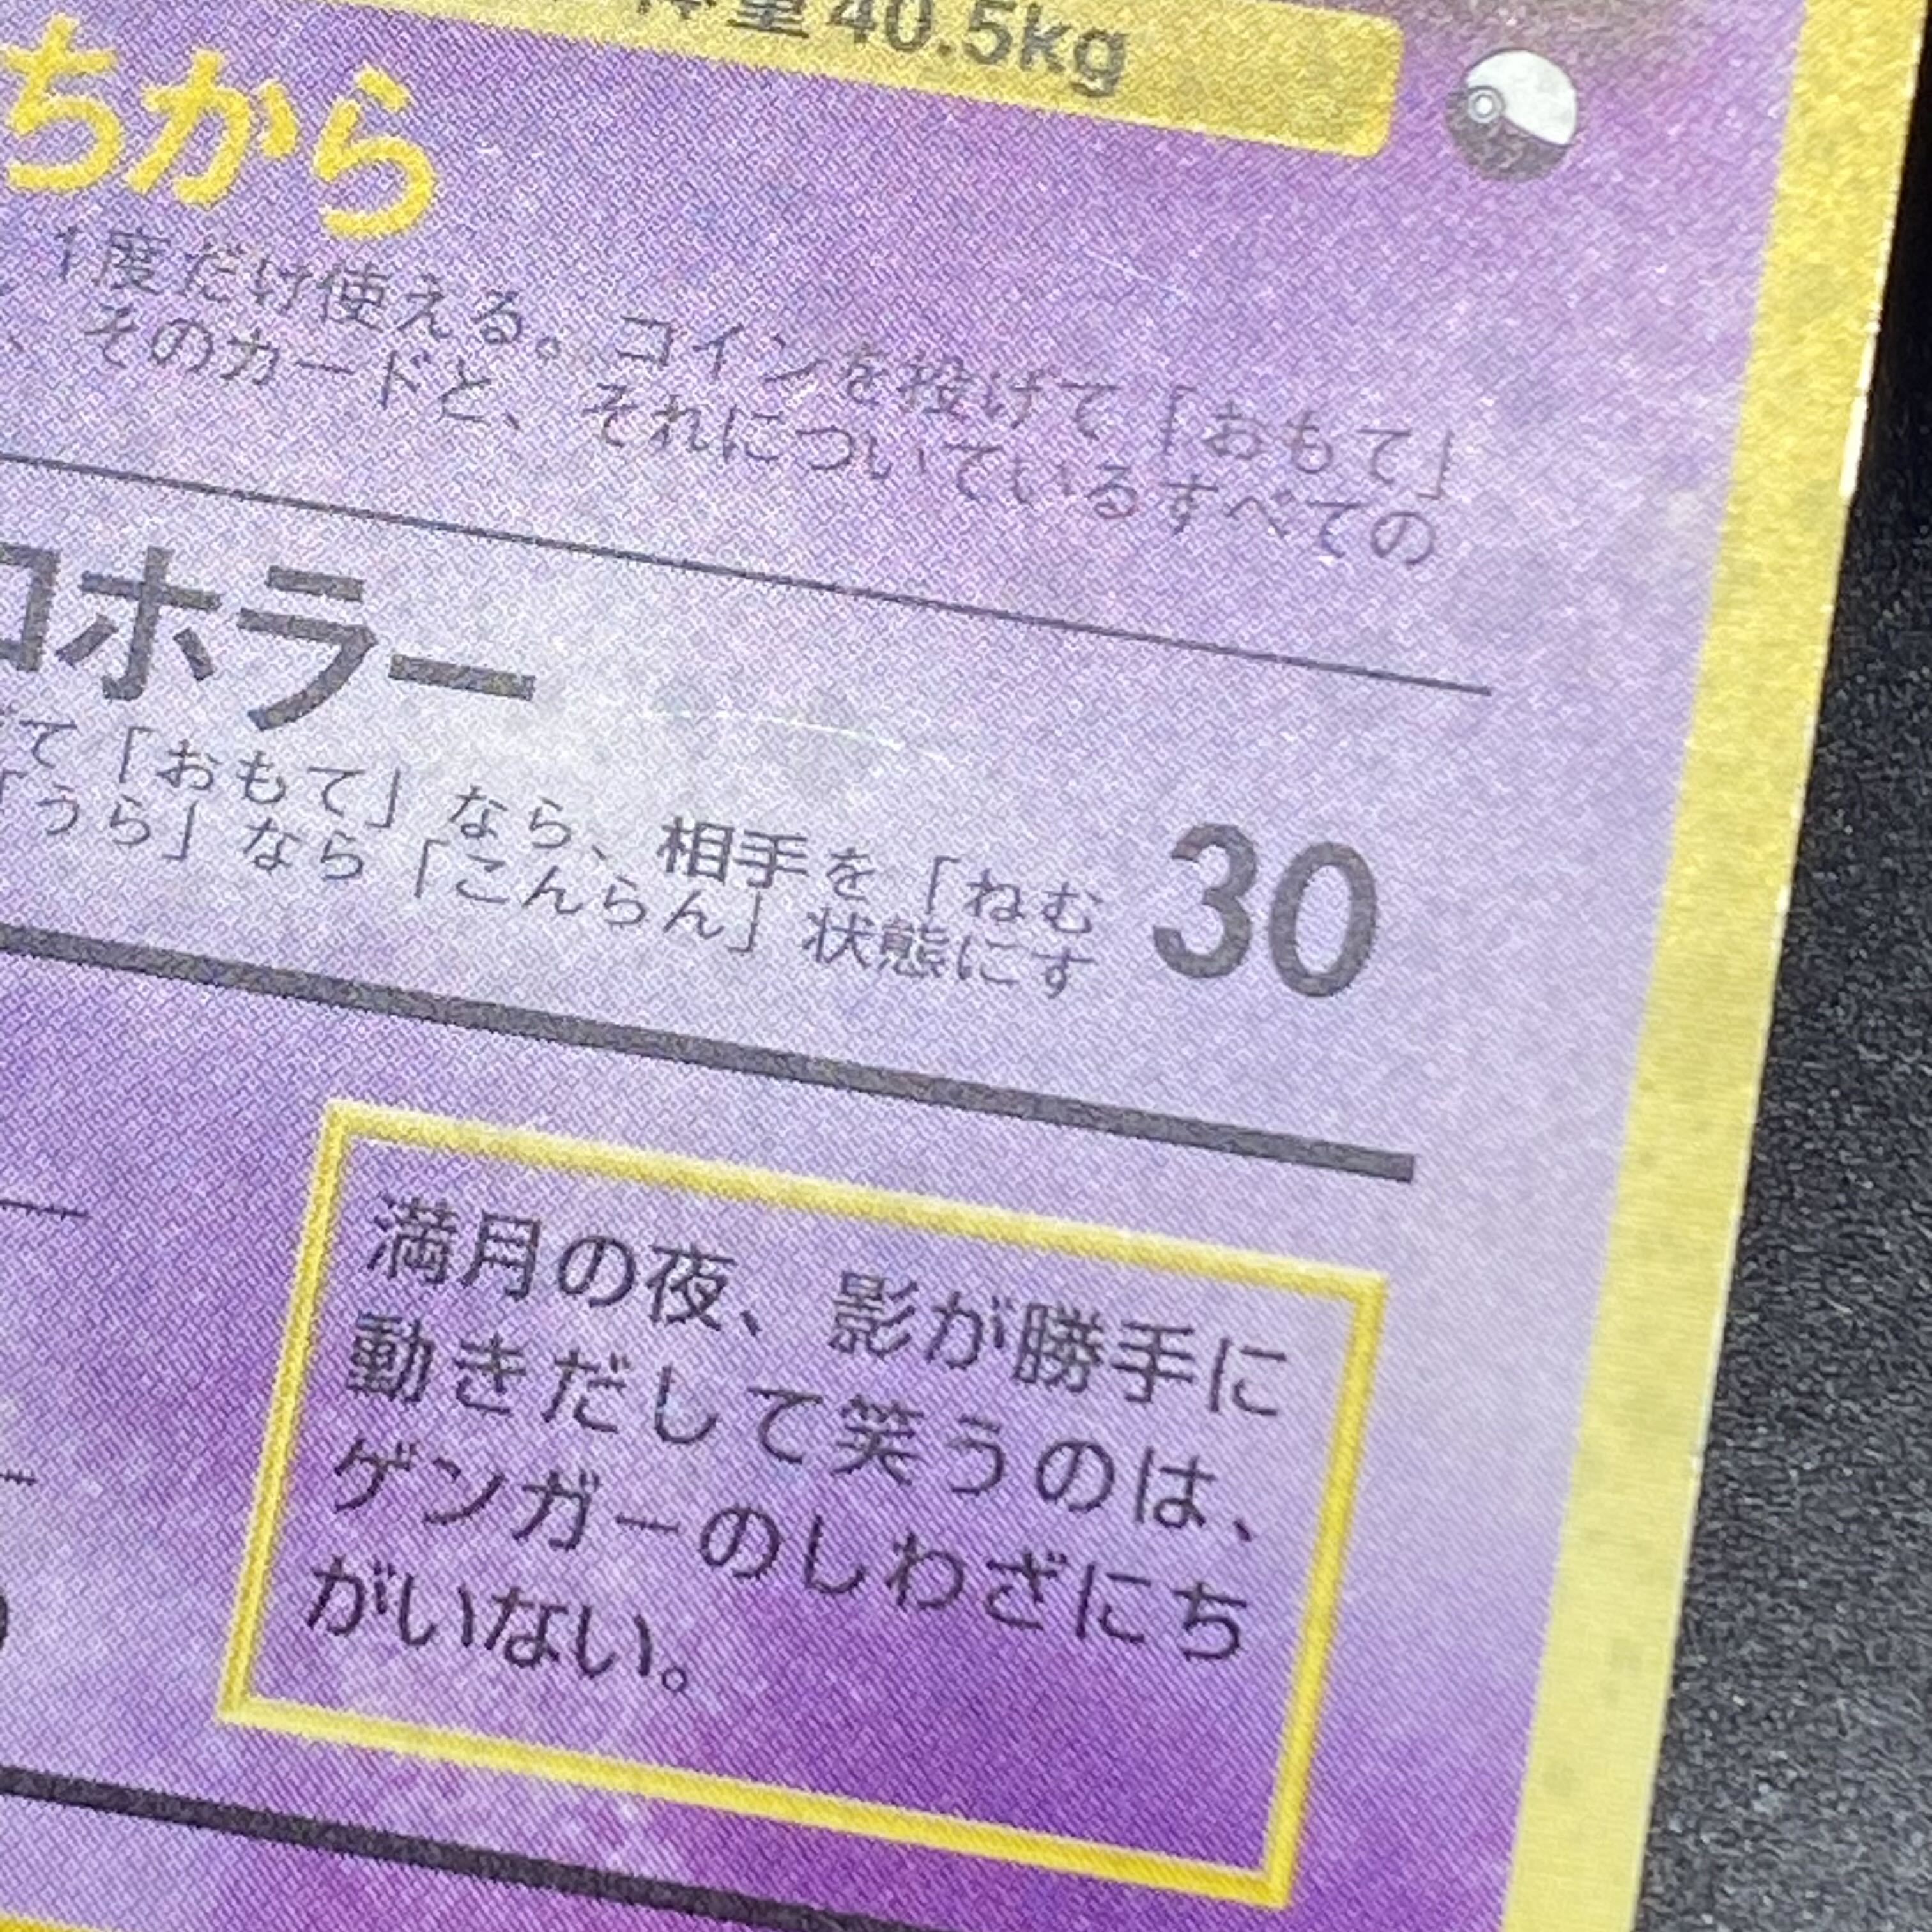 体重40.5kg
ちから
1度だけ使える。コインを投げて「おもて」
、そのカードと、それについているすべての
ロホラー
て「おもて」なら、相手を「ねむ
「うら」なら「こんらん」状態にす
30
満月の夜、影が勝手に
動きだして笑うのは、
ゲンガーのしわざにち
がいない。